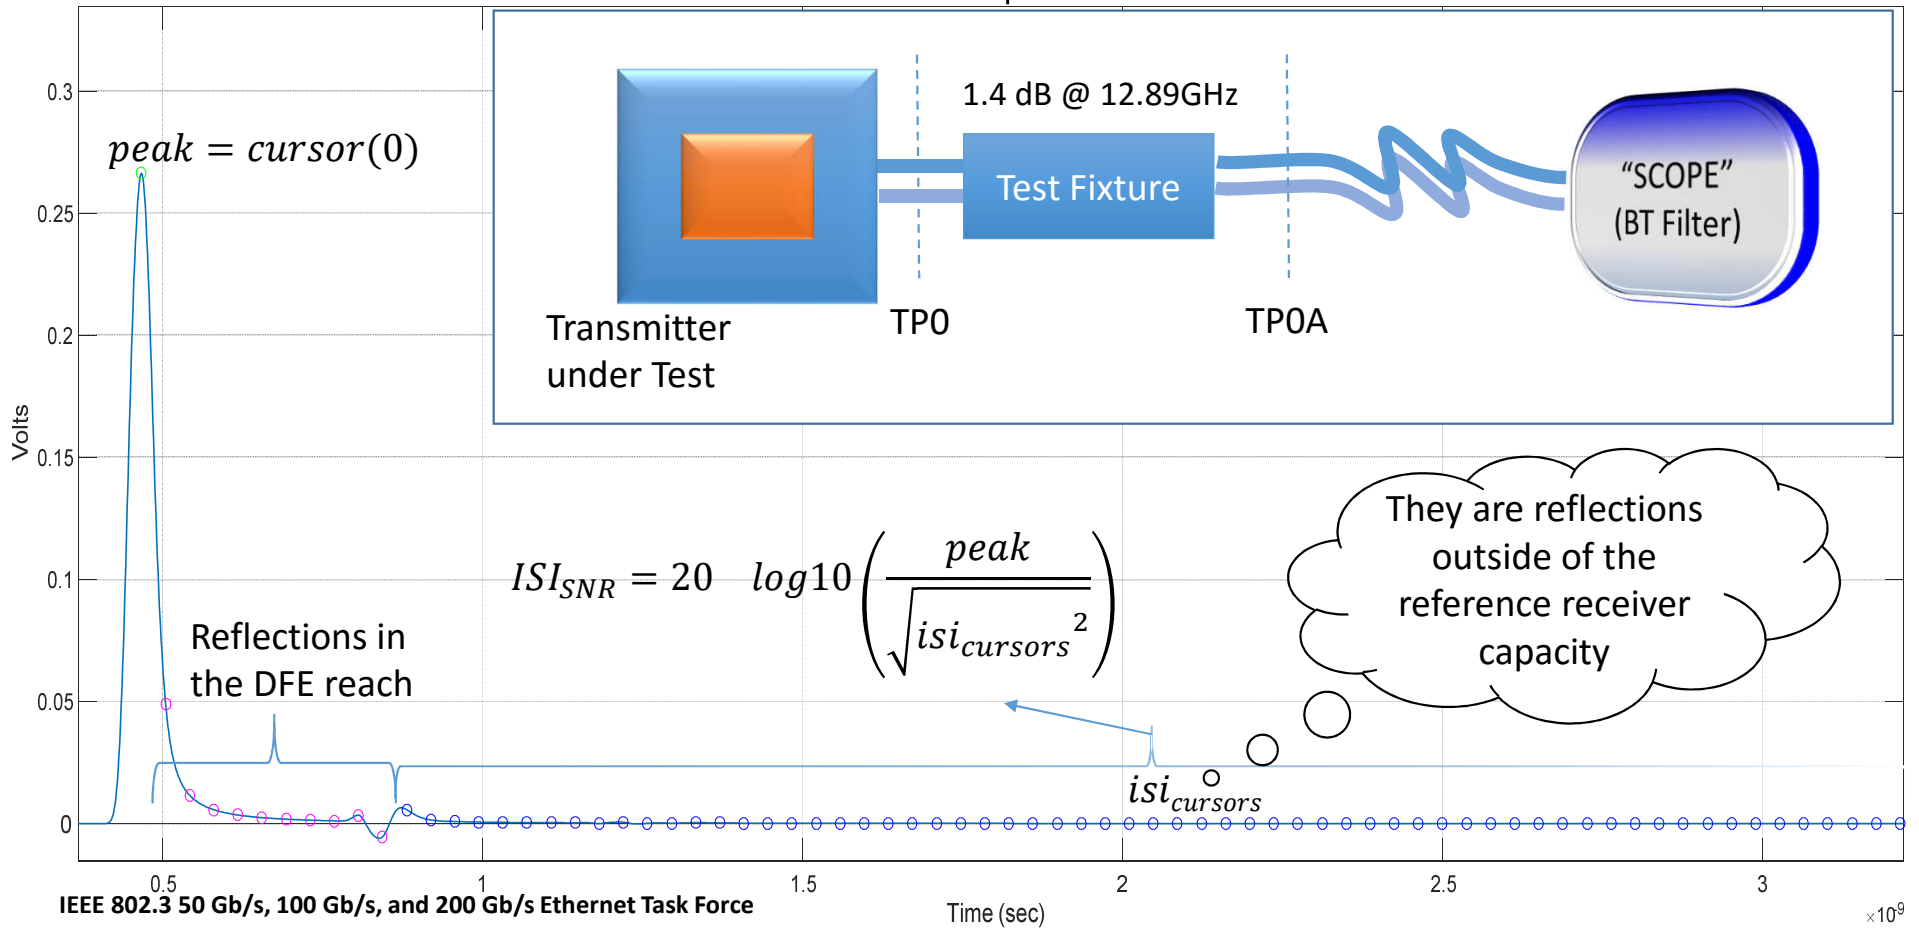 0.3
0.25
0.2
0.15
0.1
0.05
0
Volts
peak = cursor(0)
1.4 dB @ 12.89GHz
Test Fixture
“SCOPE”
(BT Filter)
TP0
TP0A
Transmitter
under Test
They are reflections
outside of the
reference receiver
capacity
ISI_SNR = 20 log10(peak / √(isi_cursors²))
Reflections in
the DFE reach
isi_cursors
0.5
1
1.5
2
2.5
3
IEEE 802.3 50 Gb/s, 100 Gb/s, and 200 Gb/s Ethernet Task Force
Time (sec)
×10⁻⁹